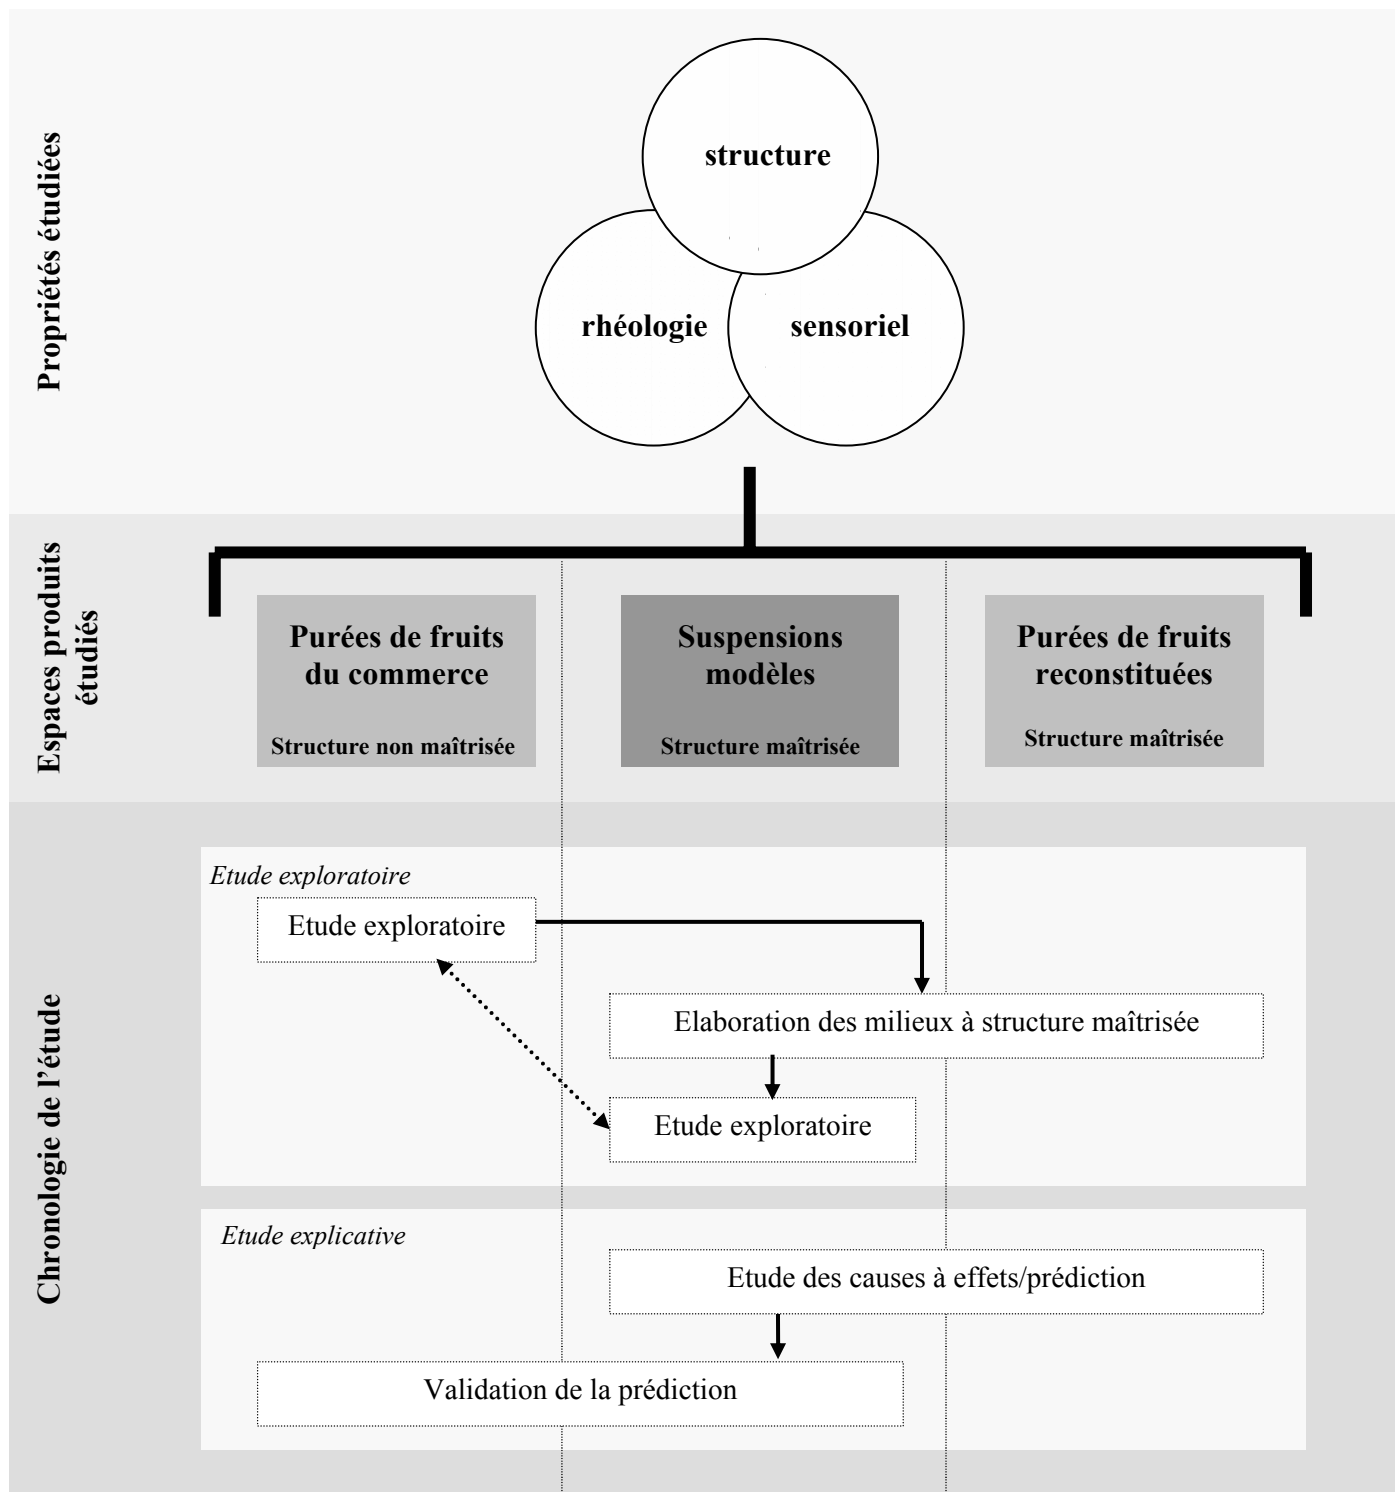 Propriétés étudiées
structure
rhéologie
sensoriel
Espaces produits
étudiés
Purées de fruits
du commerce
Structure non maîtrisée
Suspensions
modèles
Structure maîtrisée
Purées de fruits
reconstituées
Structure maîtrisée
Chronologie de l’étude
Etude exploratoire
Etude exploratoire
Elaboration des milieux à structure maîtrisée
Etude exploratoire
Etude explicative
Etude des causes à effets/prédiction
Validation de la prédiction